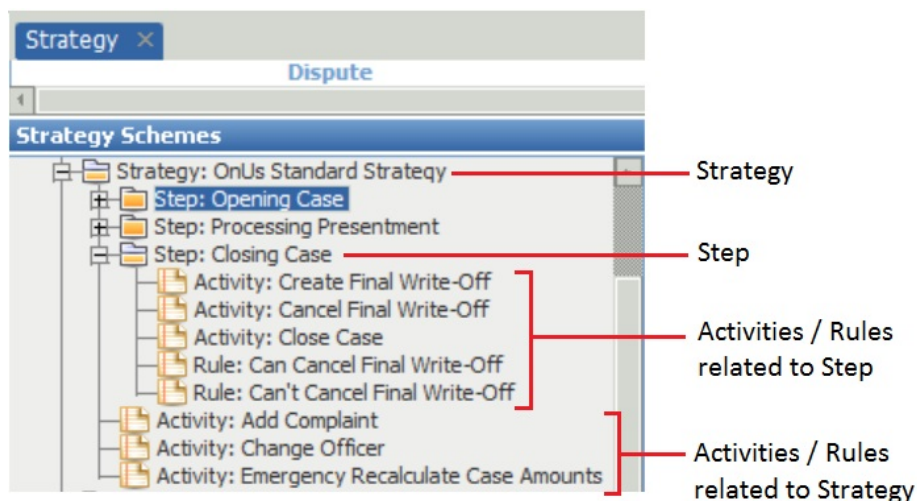 Strategy ×
Dispute
Strategy Schemes
Strategy: OnUs Standard Strategy
Strategy
Step: Opening Case
Step: Processing Presentment
Step: Closing Case
Step
Activity: Create Final Write-Off
Activity: Cancel Final Write-Off
Activity: Close Case
Rule: Can Cancel Final Write-Off
Rule: Can't Cancel Final Write-Off
Activities / Rules
related to Step
Activity: Add Complaint
Activity: Change Officer
Activity: Emergency Recalculate Case Amounts
Activities / Rules
related to Strategy